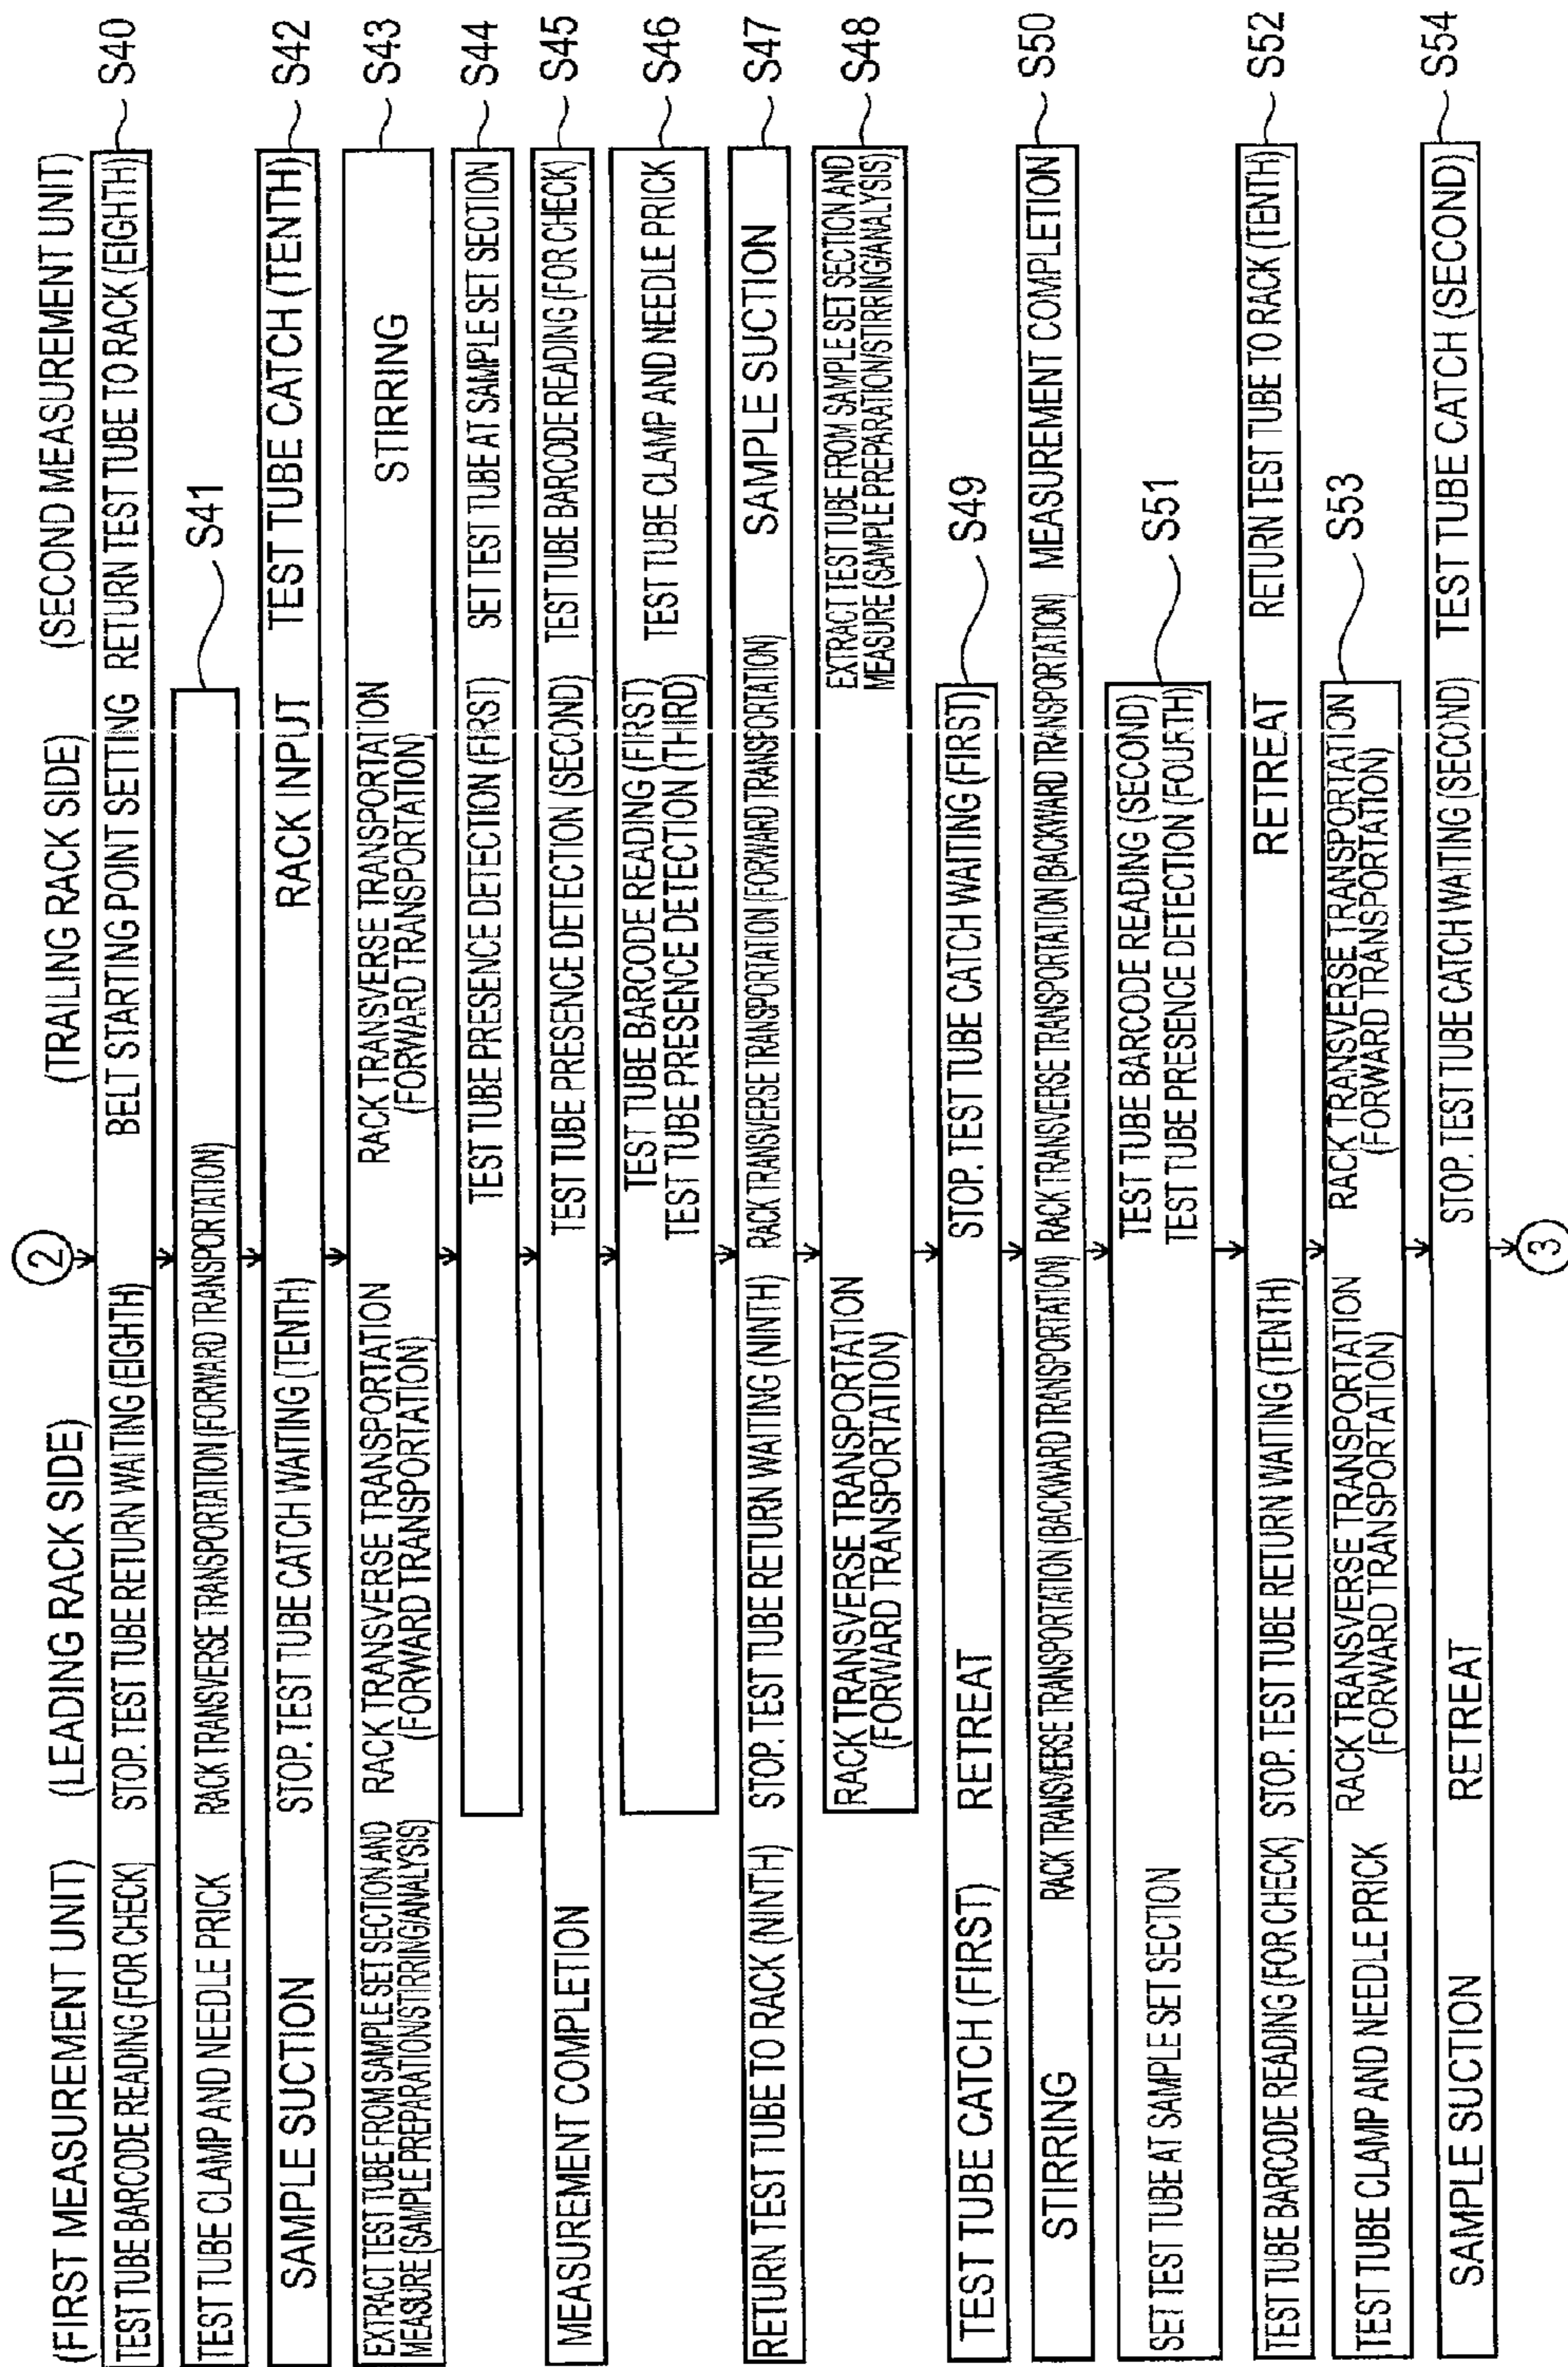 (FIRST MEASUREMENT UNIT) (LEADING RACK SIDE) (TRAILING RACK SIDE) (SECOND MEASUREMENT UNIT)
2
TEST TUBE BARCODE READING (FOR CHECK) STOP. TEST TUBE RETURN WAITING (EIGHTH) BELT STARTING POINT SETTING RETURN TEST TUBE TO RACK (EIGHTH) S40
TEST TUBE CLAMP AND NEEDLE PRICK RACK TRANSVERSE TRANSPORTATION (FORWARD TRANSPORTATION) S41
SAMPLE SUCTION STOP. TEST TUBE CATCH WAITING (TENTH) RACK INPUT TEST TUBE CATCH (TENTH) S42
EXTRACT TEST TUBE FROM SAMPLE SET SECTION AND RACK TRANSVERSE TRANSPORTATION RACK TRANSVERSE TRANSPORTATION STIRRING S43
MEASURE (SAMPLE PREPARATION/STIRRING/ANALYSIS) (FORWARD TRANSPORTATION) (FORWARD TRANSPORTATION)
TEST TUBE PRESENCE DETECTION (FIRST) SET TEST TUBE AT SAMPLE SET SECTION S44
MEASUREMENT COMPLETION TEST TUBE PRESENCE DETECTION (SECOND) TEST TUBE BARCODE READING (FOR CHECK) S45
TEST TUBE BARCODE READING (FIRST) TEST TUBE CLAMP AND NEEDLE PRICK S46
TEST TUBE PRESENCE DETECTION (THIRD)
RETURN TEST TUBE TO RACK (NINTH) STOP. TEST TUBE RETURN WAITING (NINTH) RACK TRANSVERSE TRANSPORTATION (FORWARD TRANSPORTATION) SAMPLE SUCTION S47
RACK TRANSVERSE TRANSPORTATION EXTRACT TEST TUBE FROM SAMPLE SET SECTION AND S48
(FORWARD TRANSPORTATION) MEASURE (SAMPLE PREPARATION/STIRRING/ANALYSIS)
TEST TUBE CATCH (FIRST) RETREAT STOP. TEST TUBE CATCH WAITING (FIRST) S49
STIRRING RACK TRANSVERSE TRANSPORTATION (BACKWARD TRANSPORTATION) RACK TRANSVERSE TRANSPORTATION (BACKWARD TRANSPORTATION) MEASUREMENT COMPLETION S50
SET TEST TUBE AT SAMPLE SET SECTION TEST TUBE BARCODE READING (SECOND) S51
TEST TUBE PRESENCE DETECTION (FOURTH)
TEST TUBE BARCODE READING (FOR CHECK) STOP. TEST TUBE RETURN WAITING (TENTH) RETREAT RETURN TEST TUBE TO RACK (TENTH) S52
TEST TUBE CLAMP AND NEEDLE PRICK RACK TRANSVERSE TRANSPORTATION RACK TRANSVERSE TRANSPORTATION S53
(FORWARD TRANSPORTATION) (FORWARD TRANSPORTATION)
SAMPLE SUCTION RETREAT STOP. TEST TUBE CATCH WAITING (SECOND) TEST TUBE CATCH (SECOND) S54
3